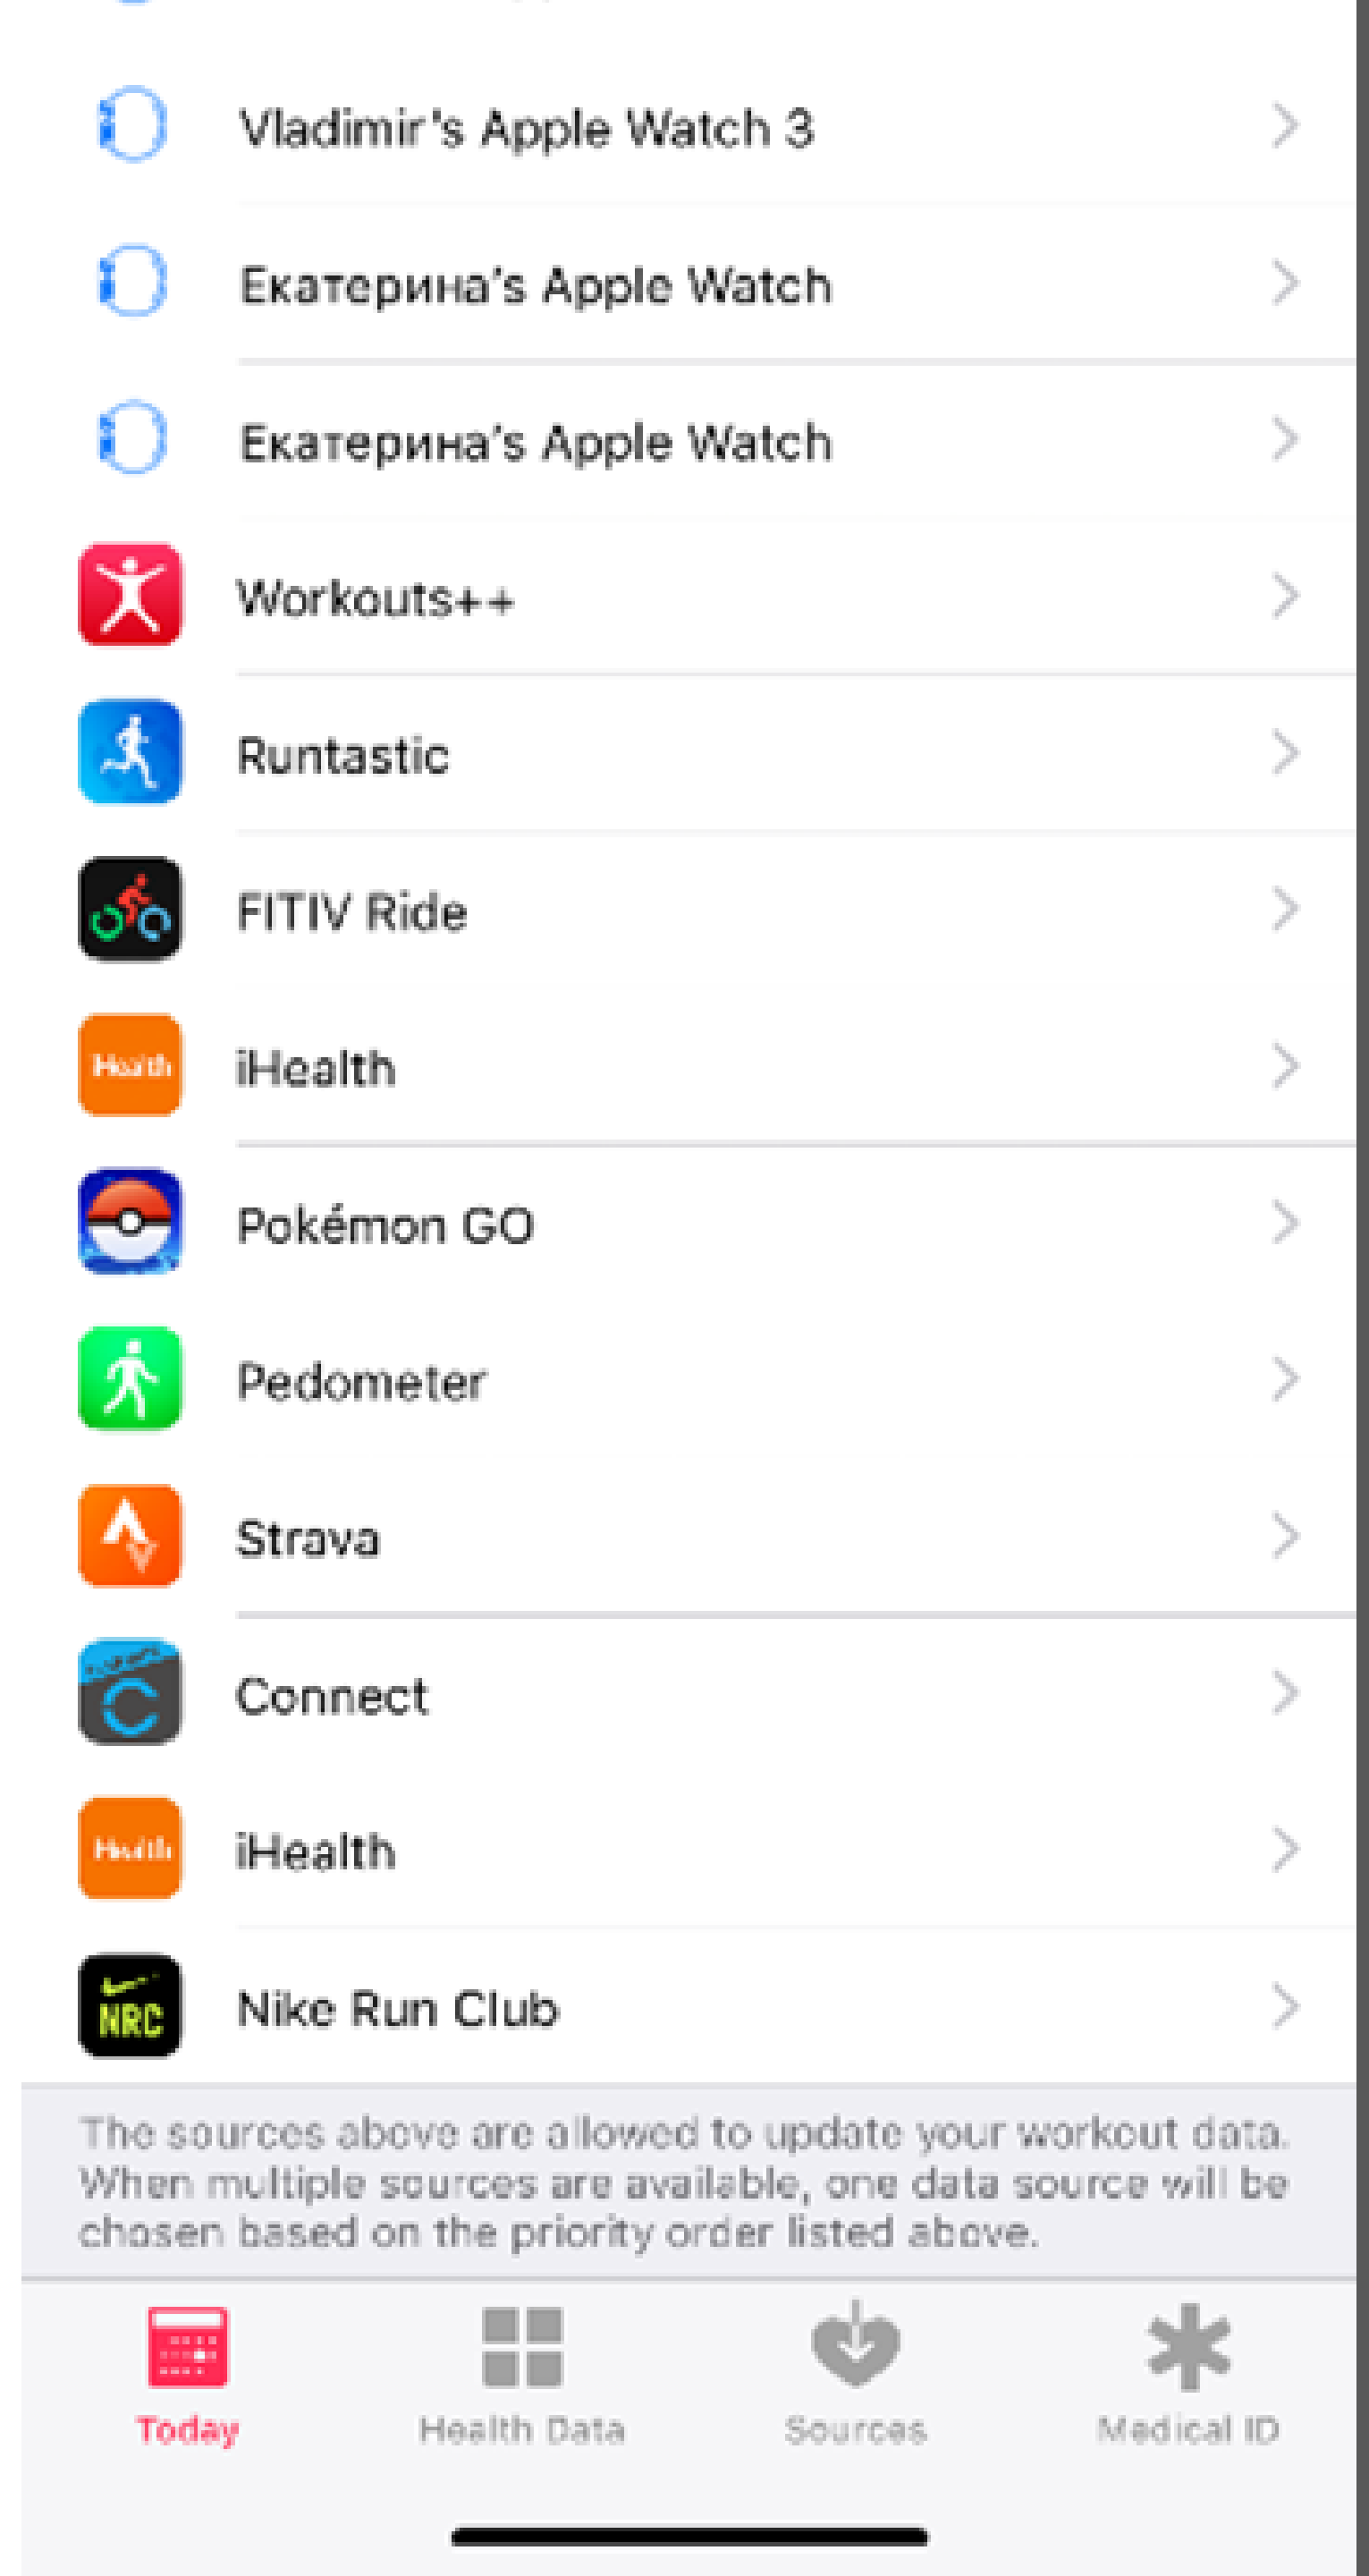 Vladimir's Apple Watch 3
Екатерина's Apple Watch
Екатерина's Apple Watch
Workouts++
Runtastic
FITIV Ride
iHealth
iHealth
Pokémon GO
Pedometer
Strava
Connect
iHealth
iHealth
NRC
Nike Run Club
The sources above are allowed to update your workout data.
When multiple sources are available, one data source will be
chosen based on the priority order listed above.
Today
Health Data
Sources
Medical ID